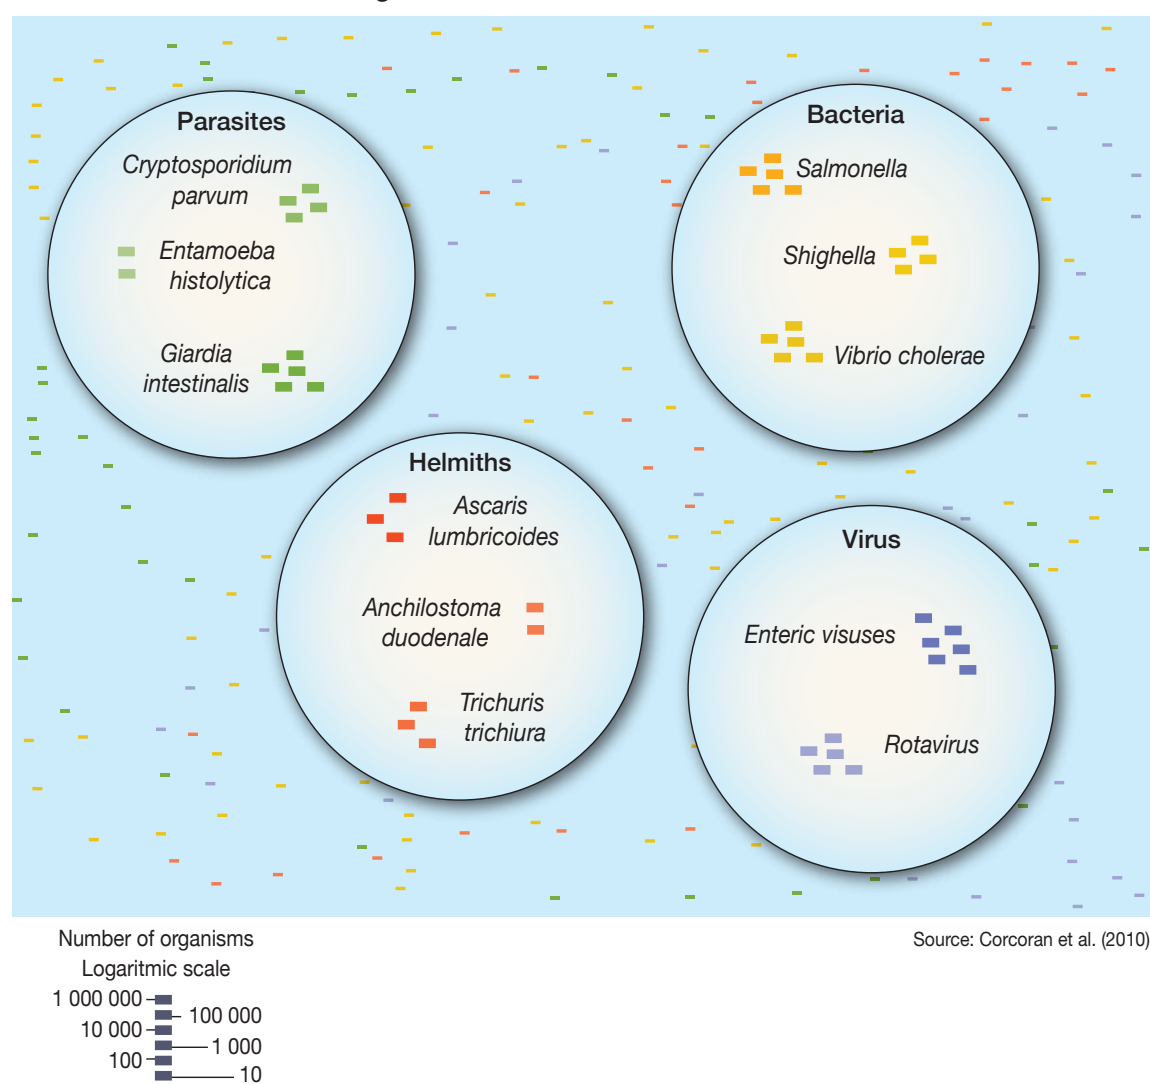 Parasites
Cryptosporidium
parvum
Entamoeba
histolytica
Giardia
intestinalis
Bacteria
Salmonella
Shighella
Vibrio cholerae
Helmiths
Ascaris
lumbricoides
Anchilostoma
duodenale
Trichuris
trichiura
Virus
Enteric visuses
Rotavirus
Number of organisms
Logaritmic scale
1 000 000
100 000
10 000
1 000
100
10
Source: Corcoran et al. (2010)